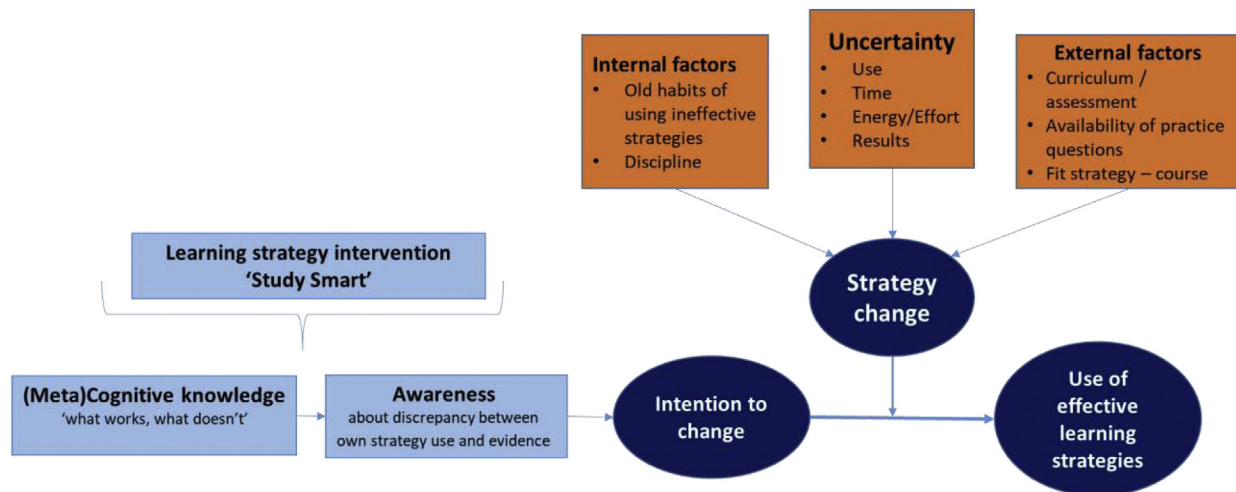 Internal factors
• Old habits of
using ineffective
strategies
• Discipline
Uncertainty
• Use
• Time
• Energy/Effort
• Results
External factors
• Curriculum /
assessment
• Availability of practice
questions
• Fit strategy – course
Learning strategy intervention
‘Study Smart’
Strategy
change
(Meta)Cognitive knowledge
‘what works, what doesn’t’
Awareness
about discrepancy between
own strategy use and evidence
Intention to
change
Use of
effective
learning
strategies